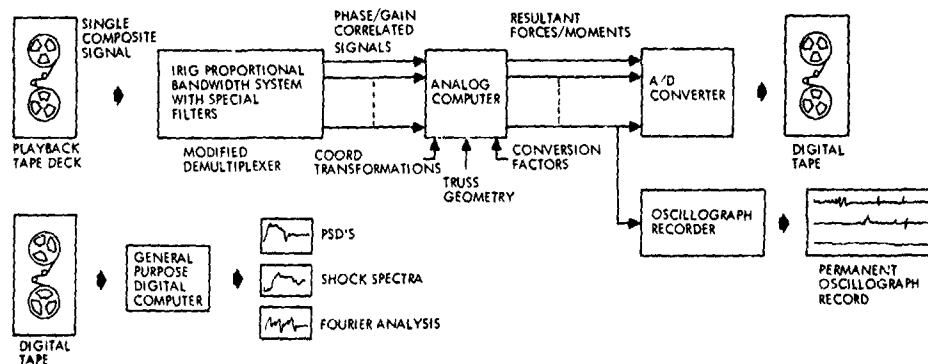 SINGLE
COMPOSITE
SIGNAL
PLAYBACK
TAPE DECK
IRIG PROPORTIONAL
BANDWIDTH SYSTEM
WITH SPECIAL
FILTERS
MODIFIED
DEMULTIPLEXER
PHASE/GAIN
CORRELATED
SIGNALS
COORD
TRANSFORMATIONS
ANALOG
COMPUTER
TRUSS
GEOMETRY
CONVERSION
FACTORS
RESULTANT
FORCES/MOMENTS
A/D
CONVERTER
DIGITAL
TAPE
OSCILLOGRAPH
RECORDER
PERMANENT
OSCILLOGRAPH
RECORD
DIGITAL
TAPE
GENERAL
PURPOSE
DIGITAL
COMPUTER
PSD'S
SHOCK SPECTRA
FOURIER ANALYSIS